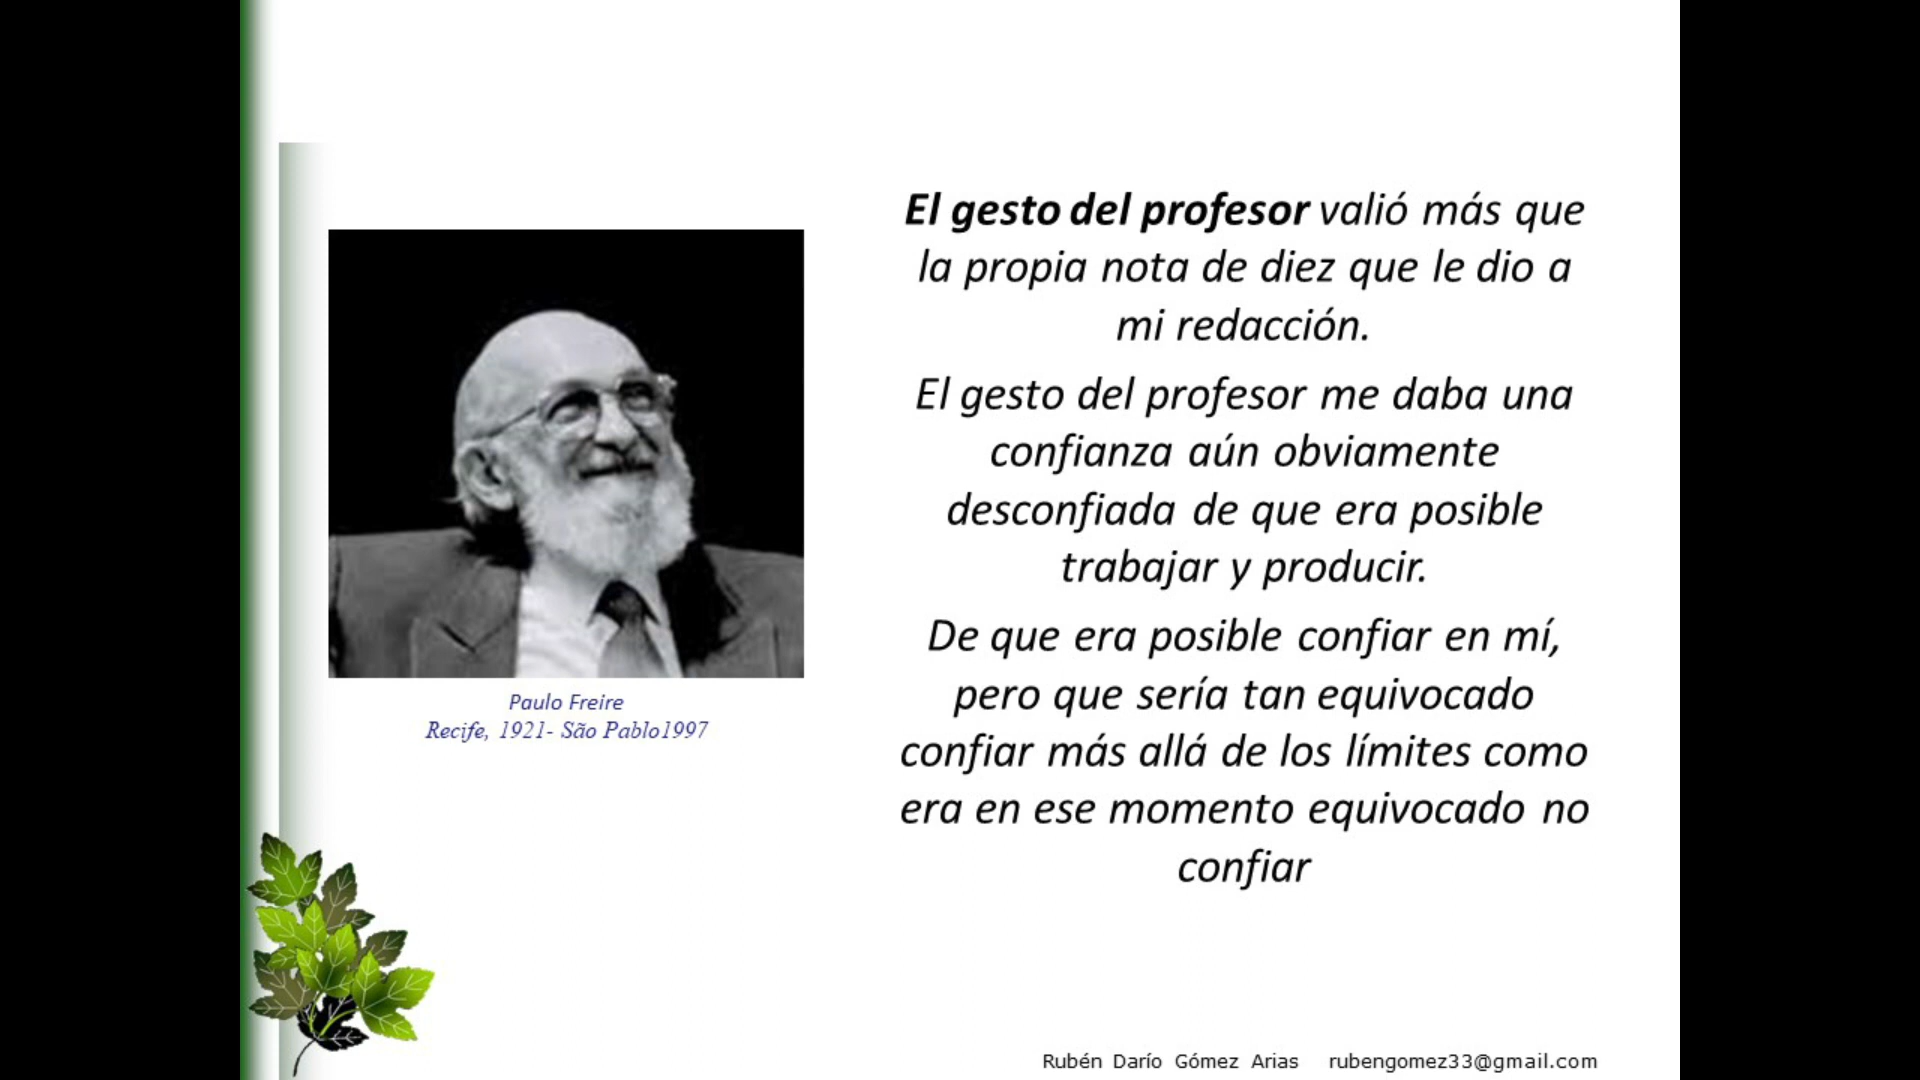 El gesto del profesor valió más que
la propia nota de diez que le dio a
mi redacción.
El gesto del profesor me daba una
confianza aún obviamente
desconfiada de que era posible
trabajar y producir.
De que era posible confiar en mí,
pero que sería tan equivocado
confiar más allá de los límites como
era en ese momento equivocado no
confiar
Paulo Freire
Recife, 1921- São Pablo1997
Rubén Darío Gómez Arias rubengomez33@gmail.com